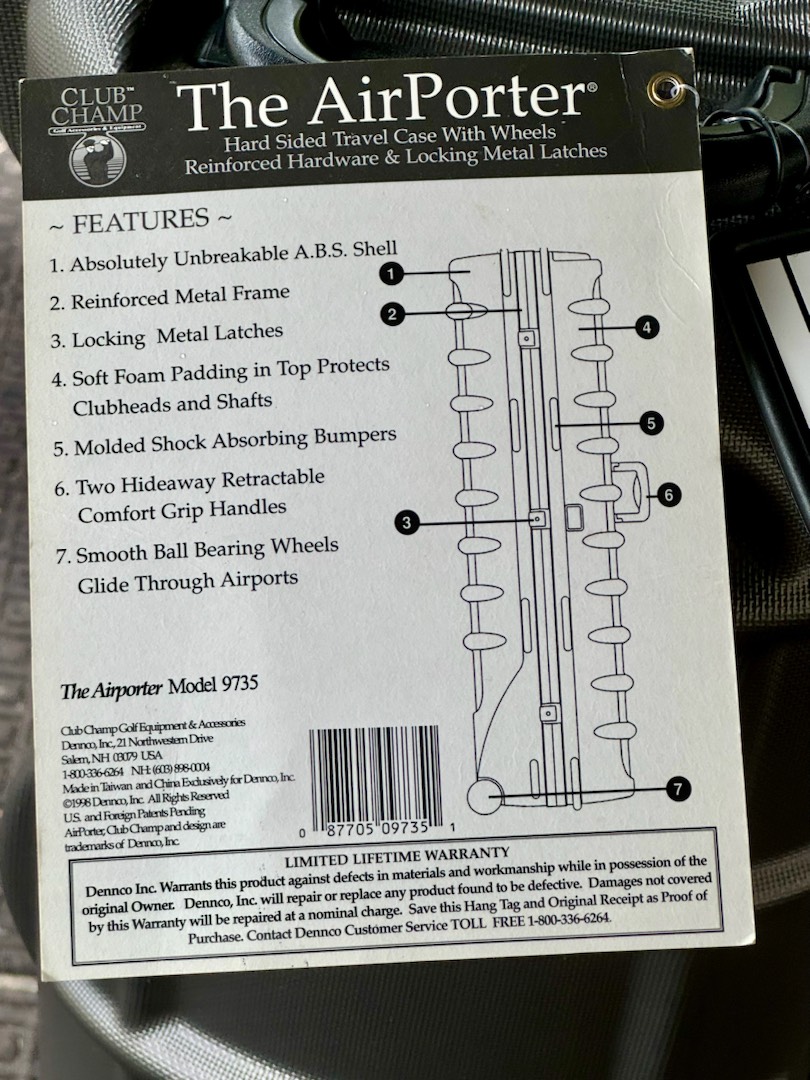 CLUB™
CHAMP
Golf Accessories & Equipment
The AirPorter®
Hard Sided Travel Case With Wheels
Reinforced Hardware & Locking Metal Latches
~ FEATURES ~
1. Absolutely Unbreakable A.B.S. Shell
2. Reinforced Metal Frame
3. Locking Metal Latches
4. Soft Foam Padding in Top Protects
Clubheads and Shafts
5. Molded Shock Absorbing Bumpers
6. Two Hideaway Retractable
Comfort Grip Handles
7. Smooth Ball Bearing Wheels
Glide Through Airports
1
2
4
5
6
3
7
The Airporter Model 9735
Club Champ Golf Equipment & Accessories
Dennco, Inc, 21 Northwestern Drive
Salem, NH 03079 USA
1-800-336-6264 NH: (603) 898-0004
Made in Taiwan and China Exclusively for Dennco, Inc.
©1998 Dennco, Inc. All Rights Reserved
U.S. and Foreign Patents Pending
AirPorter, Club Champ and design are
trademarks of Dennco, Inc.
0 87705 09735 1
LIMITED LIFETIME WARRANTY
Dennco Inc. Warrants this product against defects in materials and workmanship while in possession of the
original Owner. Dennco, Inc. will repair or replace any product found to be defective. Damages not covered
by this Warranty will be repaired at a nominal charge. Save this Hang Tag and Original Receipt as Proof of
Purchase. Contact Dennco Customer Service TOLL FREE 1-800-336-6264.